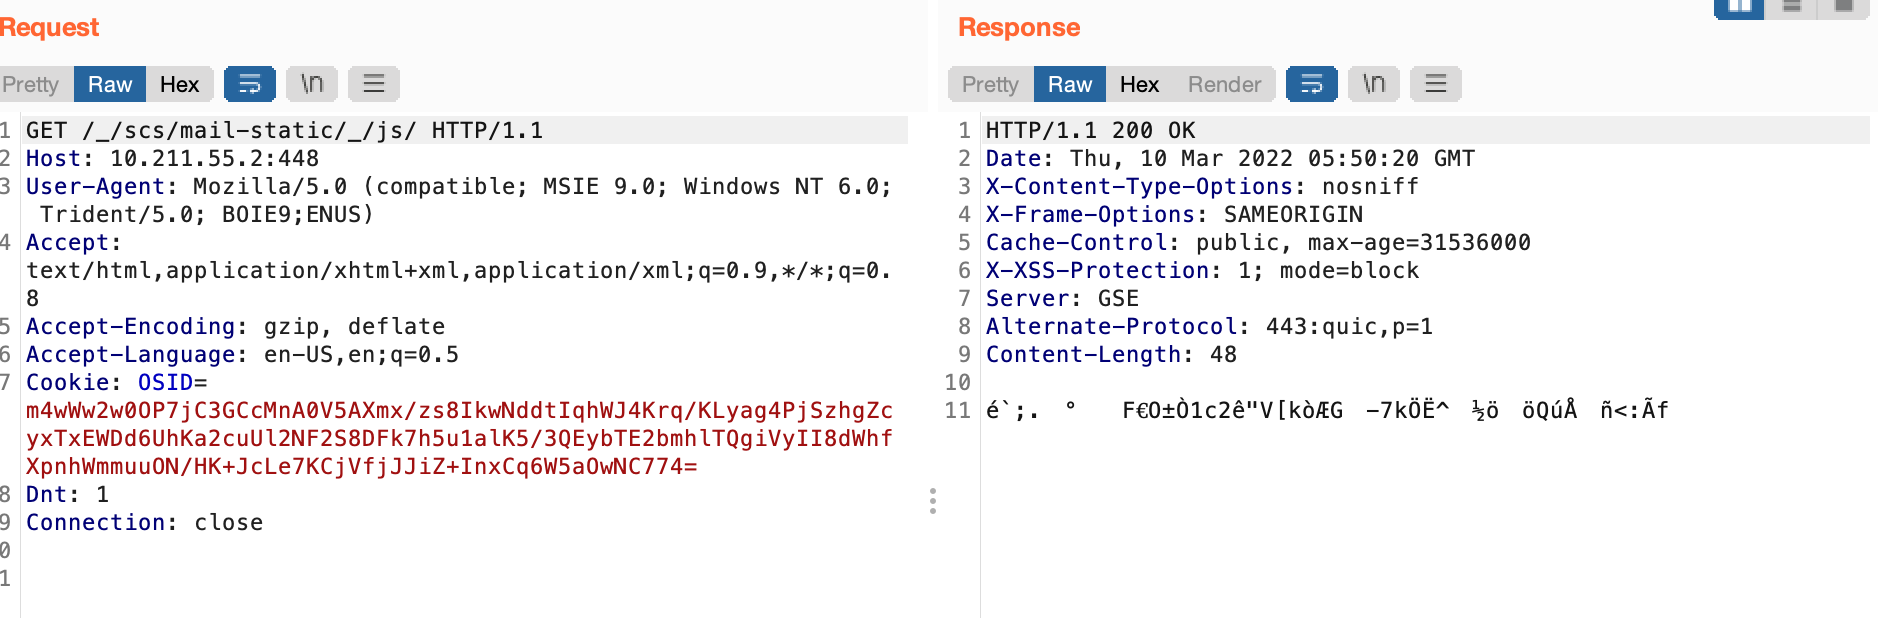 Request
Pretty Raw Hex \n
1 GET /_/scs/mail-static/_/js/ HTTP/1.1
2 Host: 10.211.55.2:448
3 User-Agent: Mozilla/5.0 (compatible; MSIE 9.0; Windows NT 6.0;
Trident/5.0; BOIE9;ENUS)
4 Accept:
text/html,application/xhtml+xml,application/xml;q=0.9,*/*;q=0.
8
5 Accept-Encoding: gzip, deflate
6 Accept-Language: en-US,en;q=0.5
7 Cookie: OSID=
m4wWw2w0OP7jC3GCcMnA0V5AXmx/zs8IkwNddtIqhWJ4Krq/KLyag4PjSzhgZc
yxTxEWDd6UhKa2cuUl2NF2S8DFk7h5u1alK5/3QEybTE2bmhlTQgiVyII8dWhf
XpnhWmmuuON/HK+JcLe7KCjVfjJJiZ+InxCq6W5aOwNC774=
8 Dnt: 1
9 Connection: close
0
1
Response
Pretty Raw Hex Render \n
1 HTTP/1.1 200 OK
2 Date: Thu, 10 Mar 2022 05:50:20 GMT
3 X-Content-Type-Options: nosniff
4 X-Frame-Options: SAMEORIGIN
5 Cache-Control: public, max-age=31536000
6 X-XSS-Protection: 1; mode=block
7 Server: GSE
8 Alternate-Protocol: 443:quic,p=1
9 Content-Length: 48
10
11 é`;. ° F€O±Ò1c2ê"V[kòÆG -7kÖË^ ½ö öQúÅ ñ<:Ãf